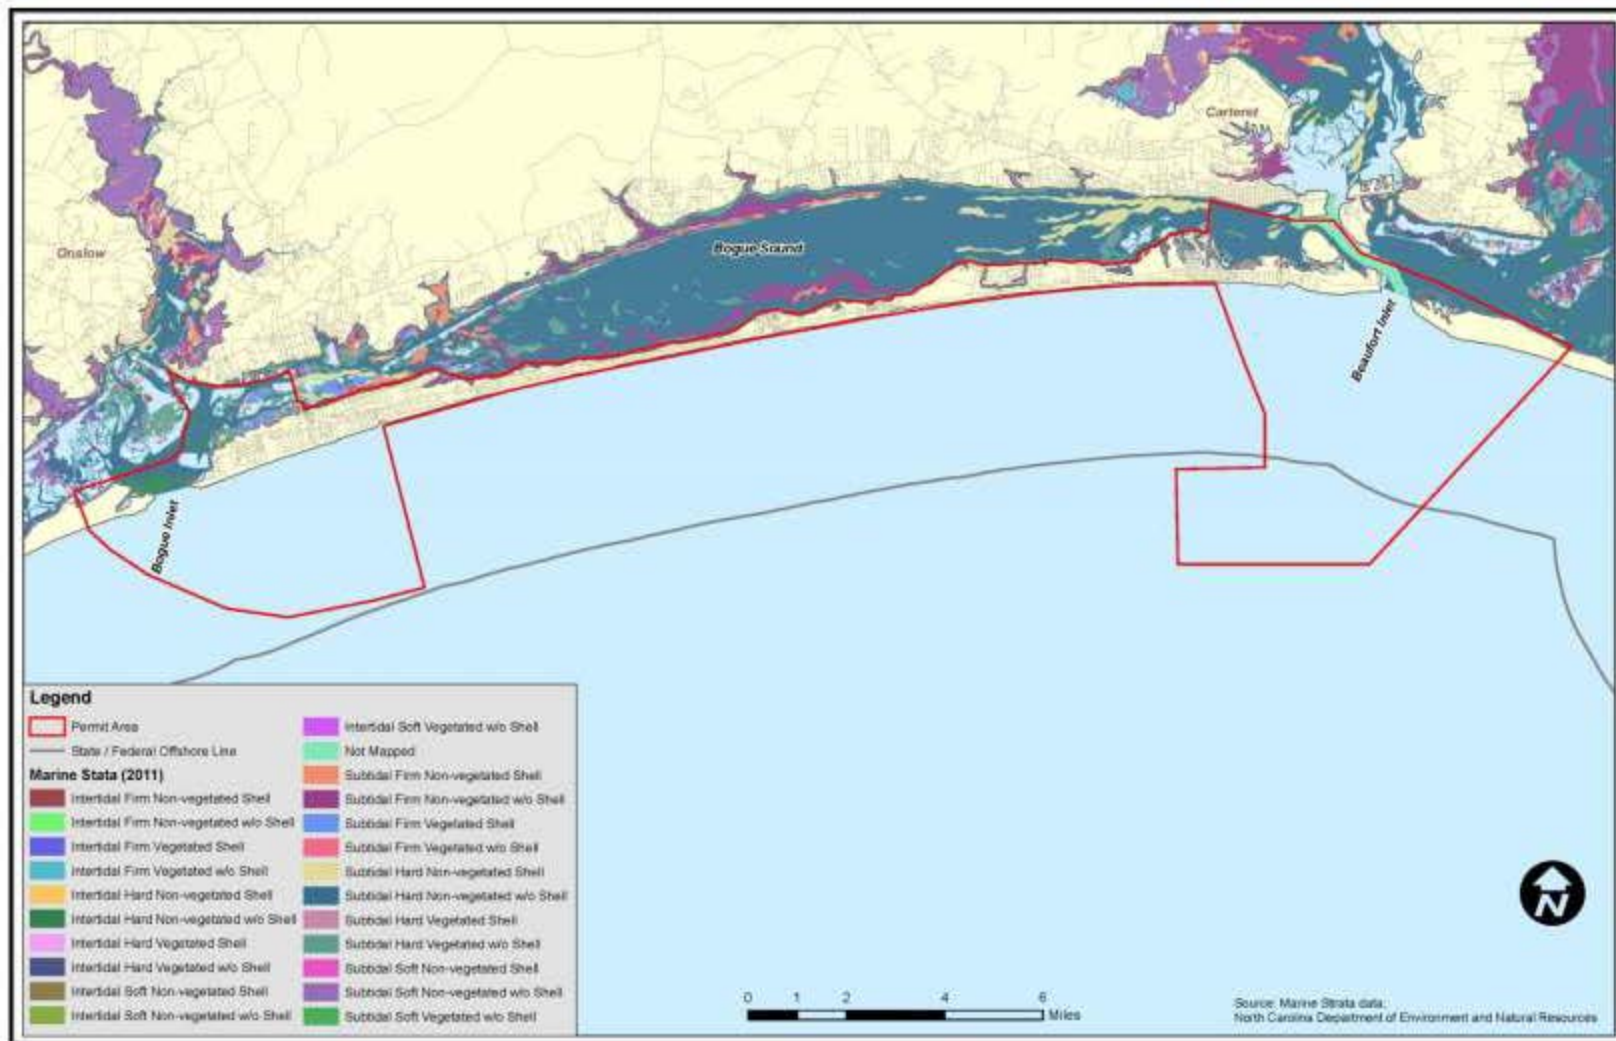 Carteret
Onslow
Bogue Sound
Beaufort Inlet
Bogue Inlet
Legend
Permit Area
State / Federal Offshore Line
Marine Stata (2011)
Intertidal Firm Non-vegetated Shell
Intertidal Firm Non-vegetated w/o Shell
Intertidal Firm Vegetated Shell
Intertidal Firm Vegetated w/o Shell
Intertidal Hard Non-vegetated Shell
Intertidal Hard Non-vegetated w/o Shell
Intertidal Hard Vegetated Shell
Intertidal Hard Vegetated w/o Shell
Intertidal Soft Non-vegetated Shell
Intertidal Soft Non-vegetated w/o Shell
Intertidal Soft Vegetated w/o Shell
Not Mapped
Subtidal Firm Non-vegetated Shell
Subtidal Firm Non-vegetated w/o Shell
Subtidal Firm Vegetated Shell
Subtidal Firm Vegetated w/o Shell
Subtidal Hard Non-vegetated Shell
Subtidal Hard Non-vegetated w/o Shell
Subtidal Hard Vegetated Shell
Subtidal Hard Vegetated w/o Shell
Subtidal Soft Non-vegetated Shell
Subtidal Soft Non-vegetated w/o Shell
Subtidal Soft Vegetated w/o Shell
0 1 2 4 6
Miles
N
Source: Marine Strata data;
North Carolina Department of Environment and Natural Resources